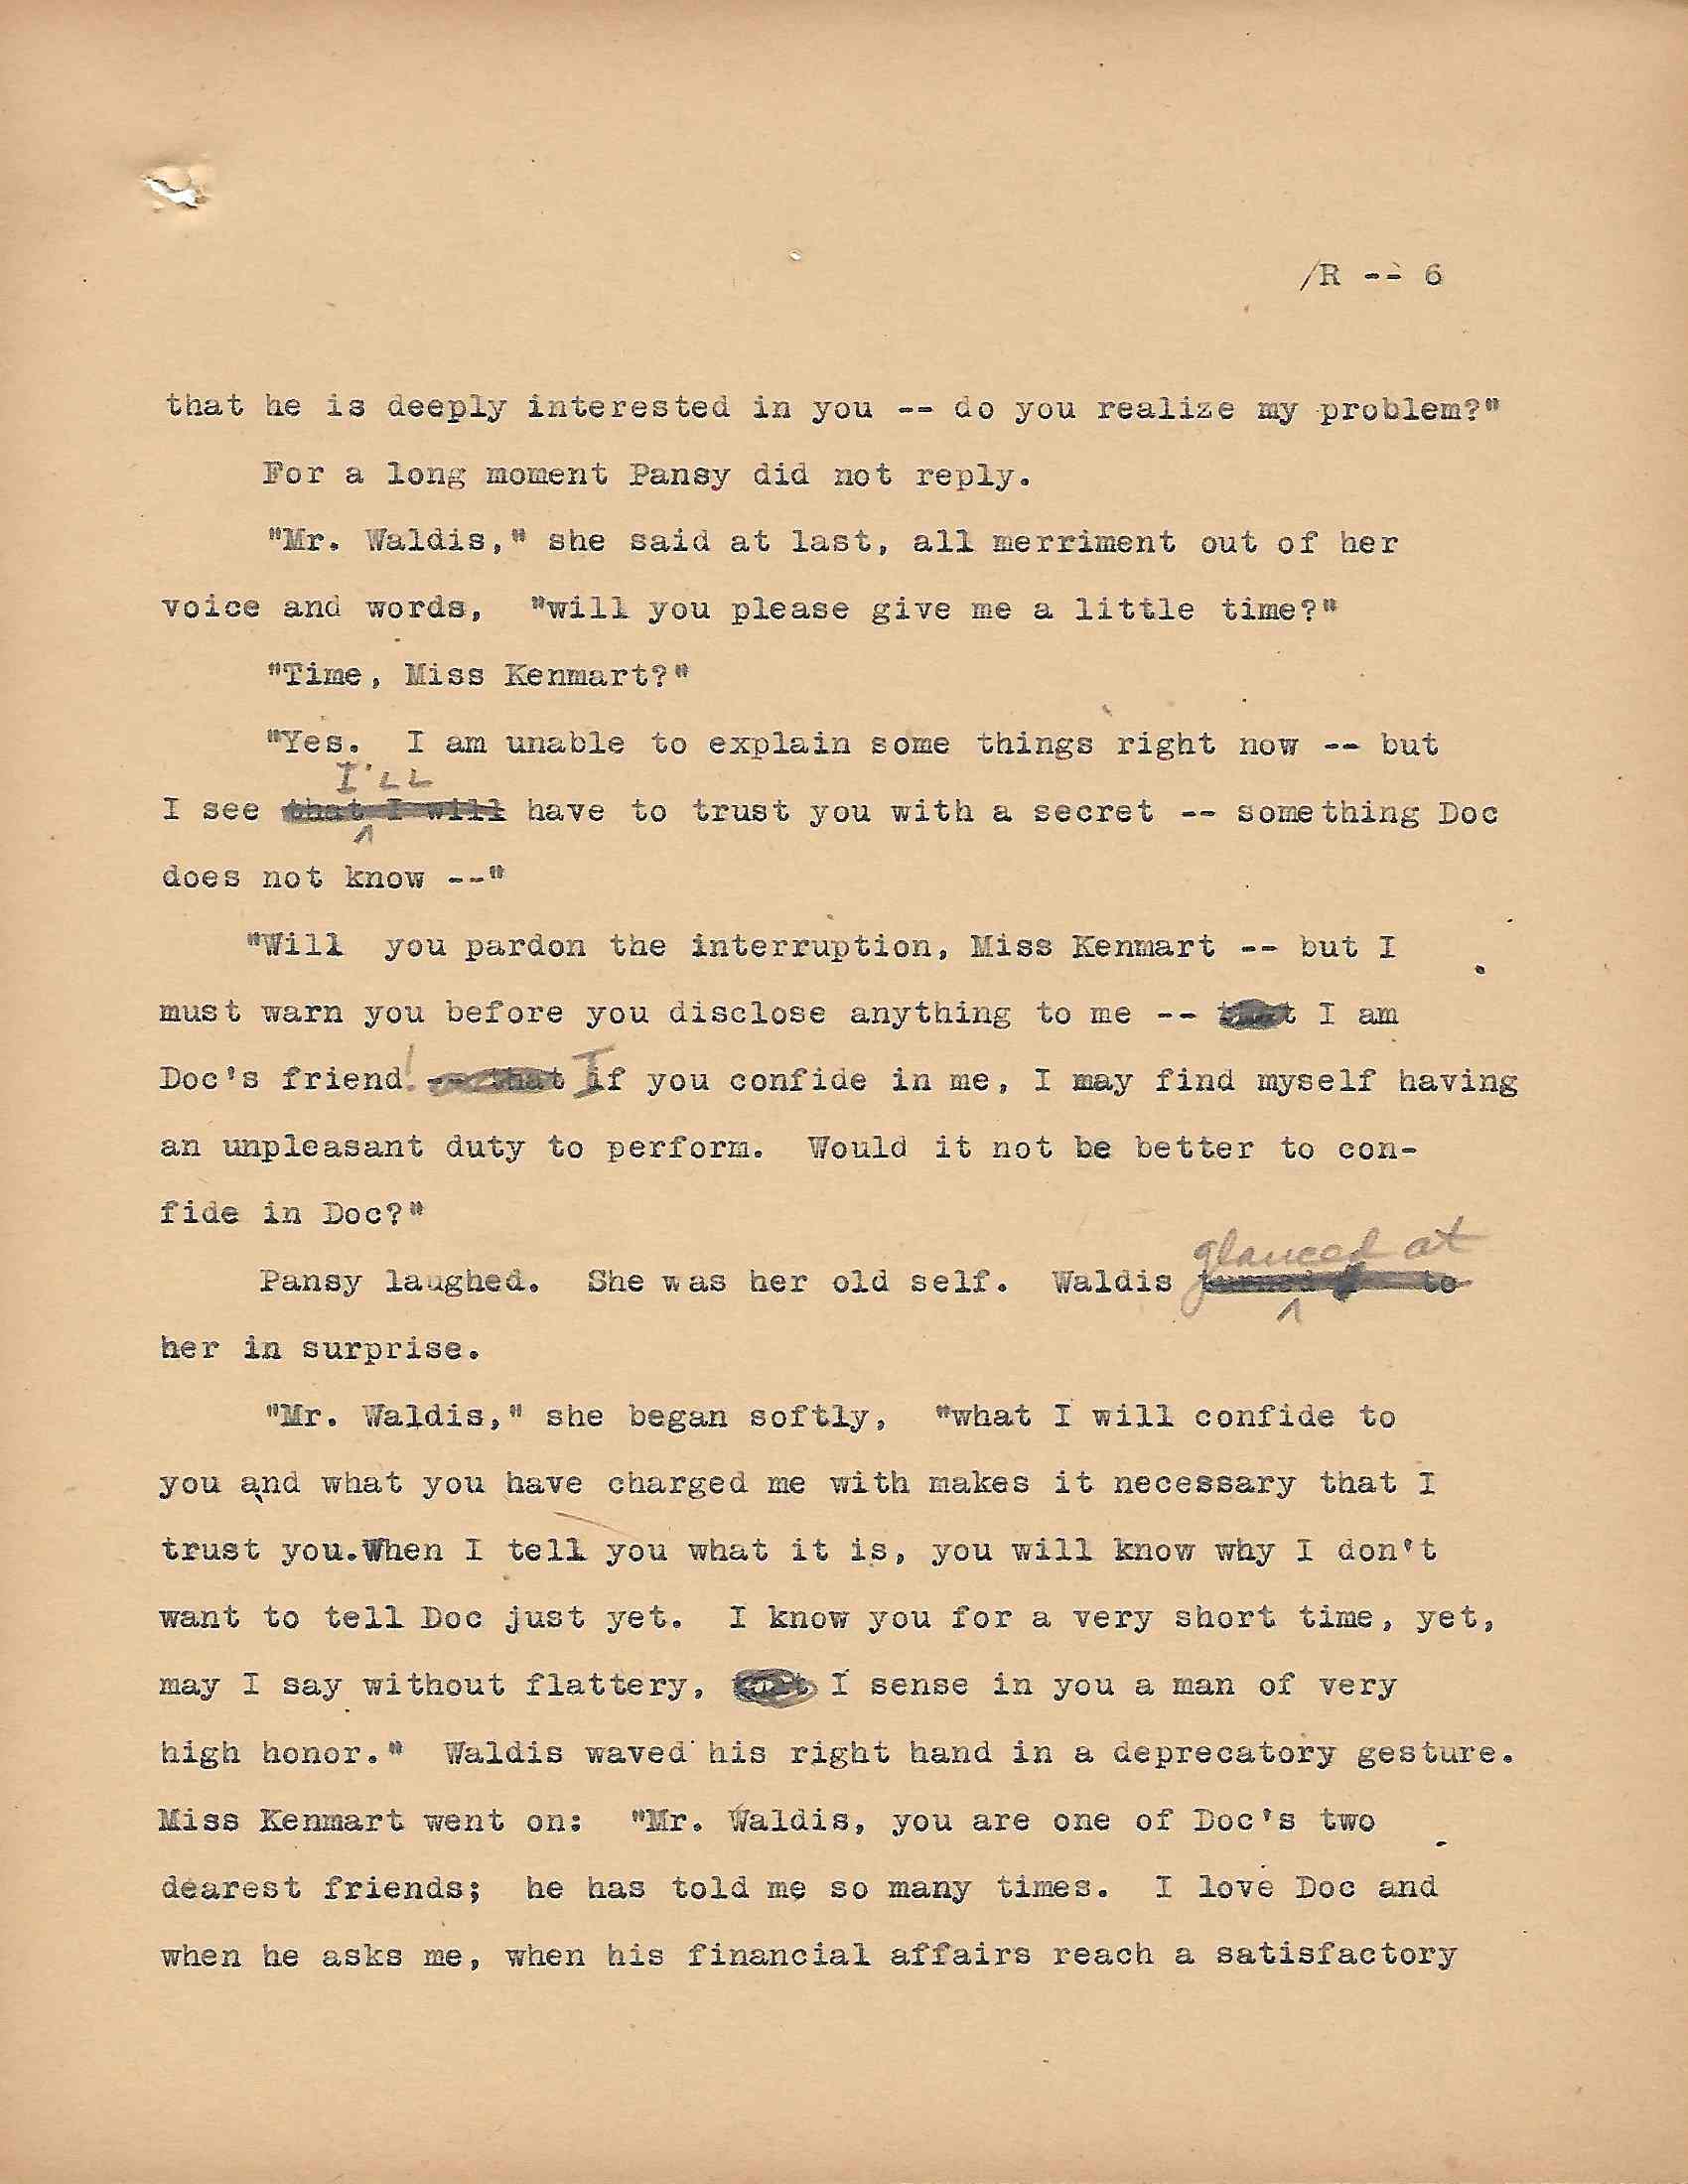 /R -- 6
that he is deeply interested in you -- do you realize my problem?"
For a long moment Pansy did not reply.
"Mr. Waldis," she said at last, all merriment out of her
voice and words, "will you please give me a little time?"
"Time, Miss Kenmart?"
"Yes. I am unable to explain some things right now -- but
I'LL
I see that I will have to trust you with a secret -- something Doc
does not know --"
"Will you pardon the interruption, Miss Kenmart -- but I
must warn you before you disclose anything to me -- I am
Doc's friend! -- that If you confide in me, I may find myself having
an unpleasant duty to perform. Would it not be better to con-
fide in Doc?"
glanced at
Pansy laughed. She was her old self. Waldis turned to
her in surprise.
"Mr. Waldis," she began softly, "what I will confide to
you and what you have charged me with makes it necessary that I
trust you.When I tell you what it is, you will know why I don't
want to tell Doc just yet. I know you for a very short time, yet,
may I say without flattery, I sense in you a man of very
high honor." Waldis waved his right hand in a deprecatory gesture.
Miss Kenmart went on: "Mr. Waldis, you are one of Doc's two
dearest friends; he has told me so many times. I love Doc and
when he asks me, when his financial affairs reach a satisfactory